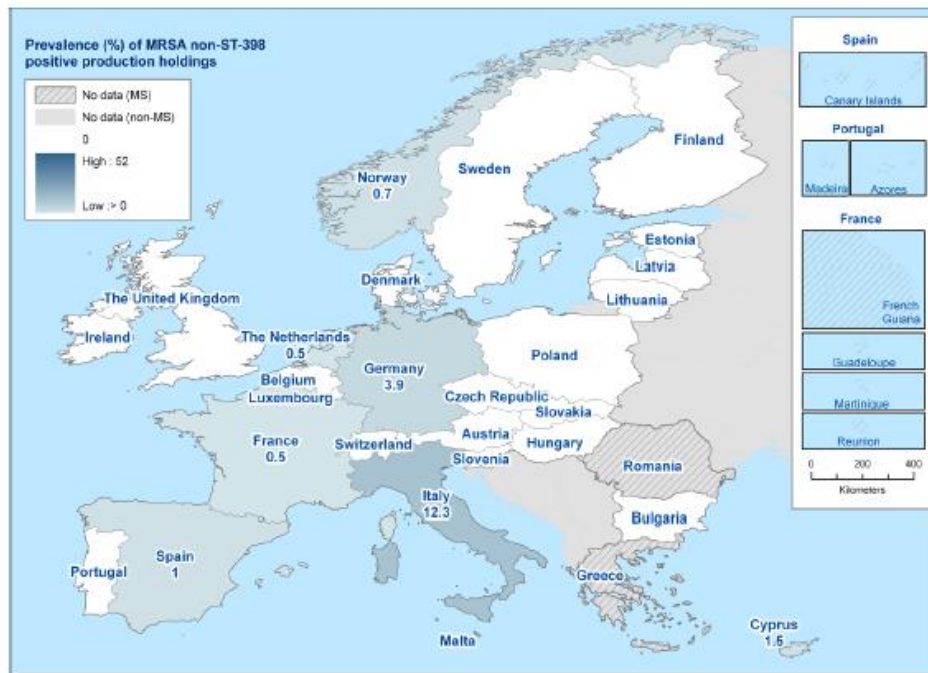 Prevalence (%) of MRSA non-ST-398
positive production holdings
No data (MS)
No data (non-MS)
0
High : 52
Low :> 0
Spain
Canary Islands
Portugal
Madeira
Azores
France
French
Guiana
Guadeloupe
Martinique
Reunion
0 200 400
Kilometers
Finland
Sweden
Norway
0.7
Estonia
Latvia
Lithuania
Denmark
The United Kingdom
Ireland
The Netherlands
0.5
Poland
Germany
3.9
Belgium
Luxembourg
Czech Republic
Slovakia
Austria
Hungary
Switzerland
Slovenia
France
0.5
Romania
Italy
12.3
Bulgaria
Spain
1
Portugal
Greece
Malta
Cyprus
1.5